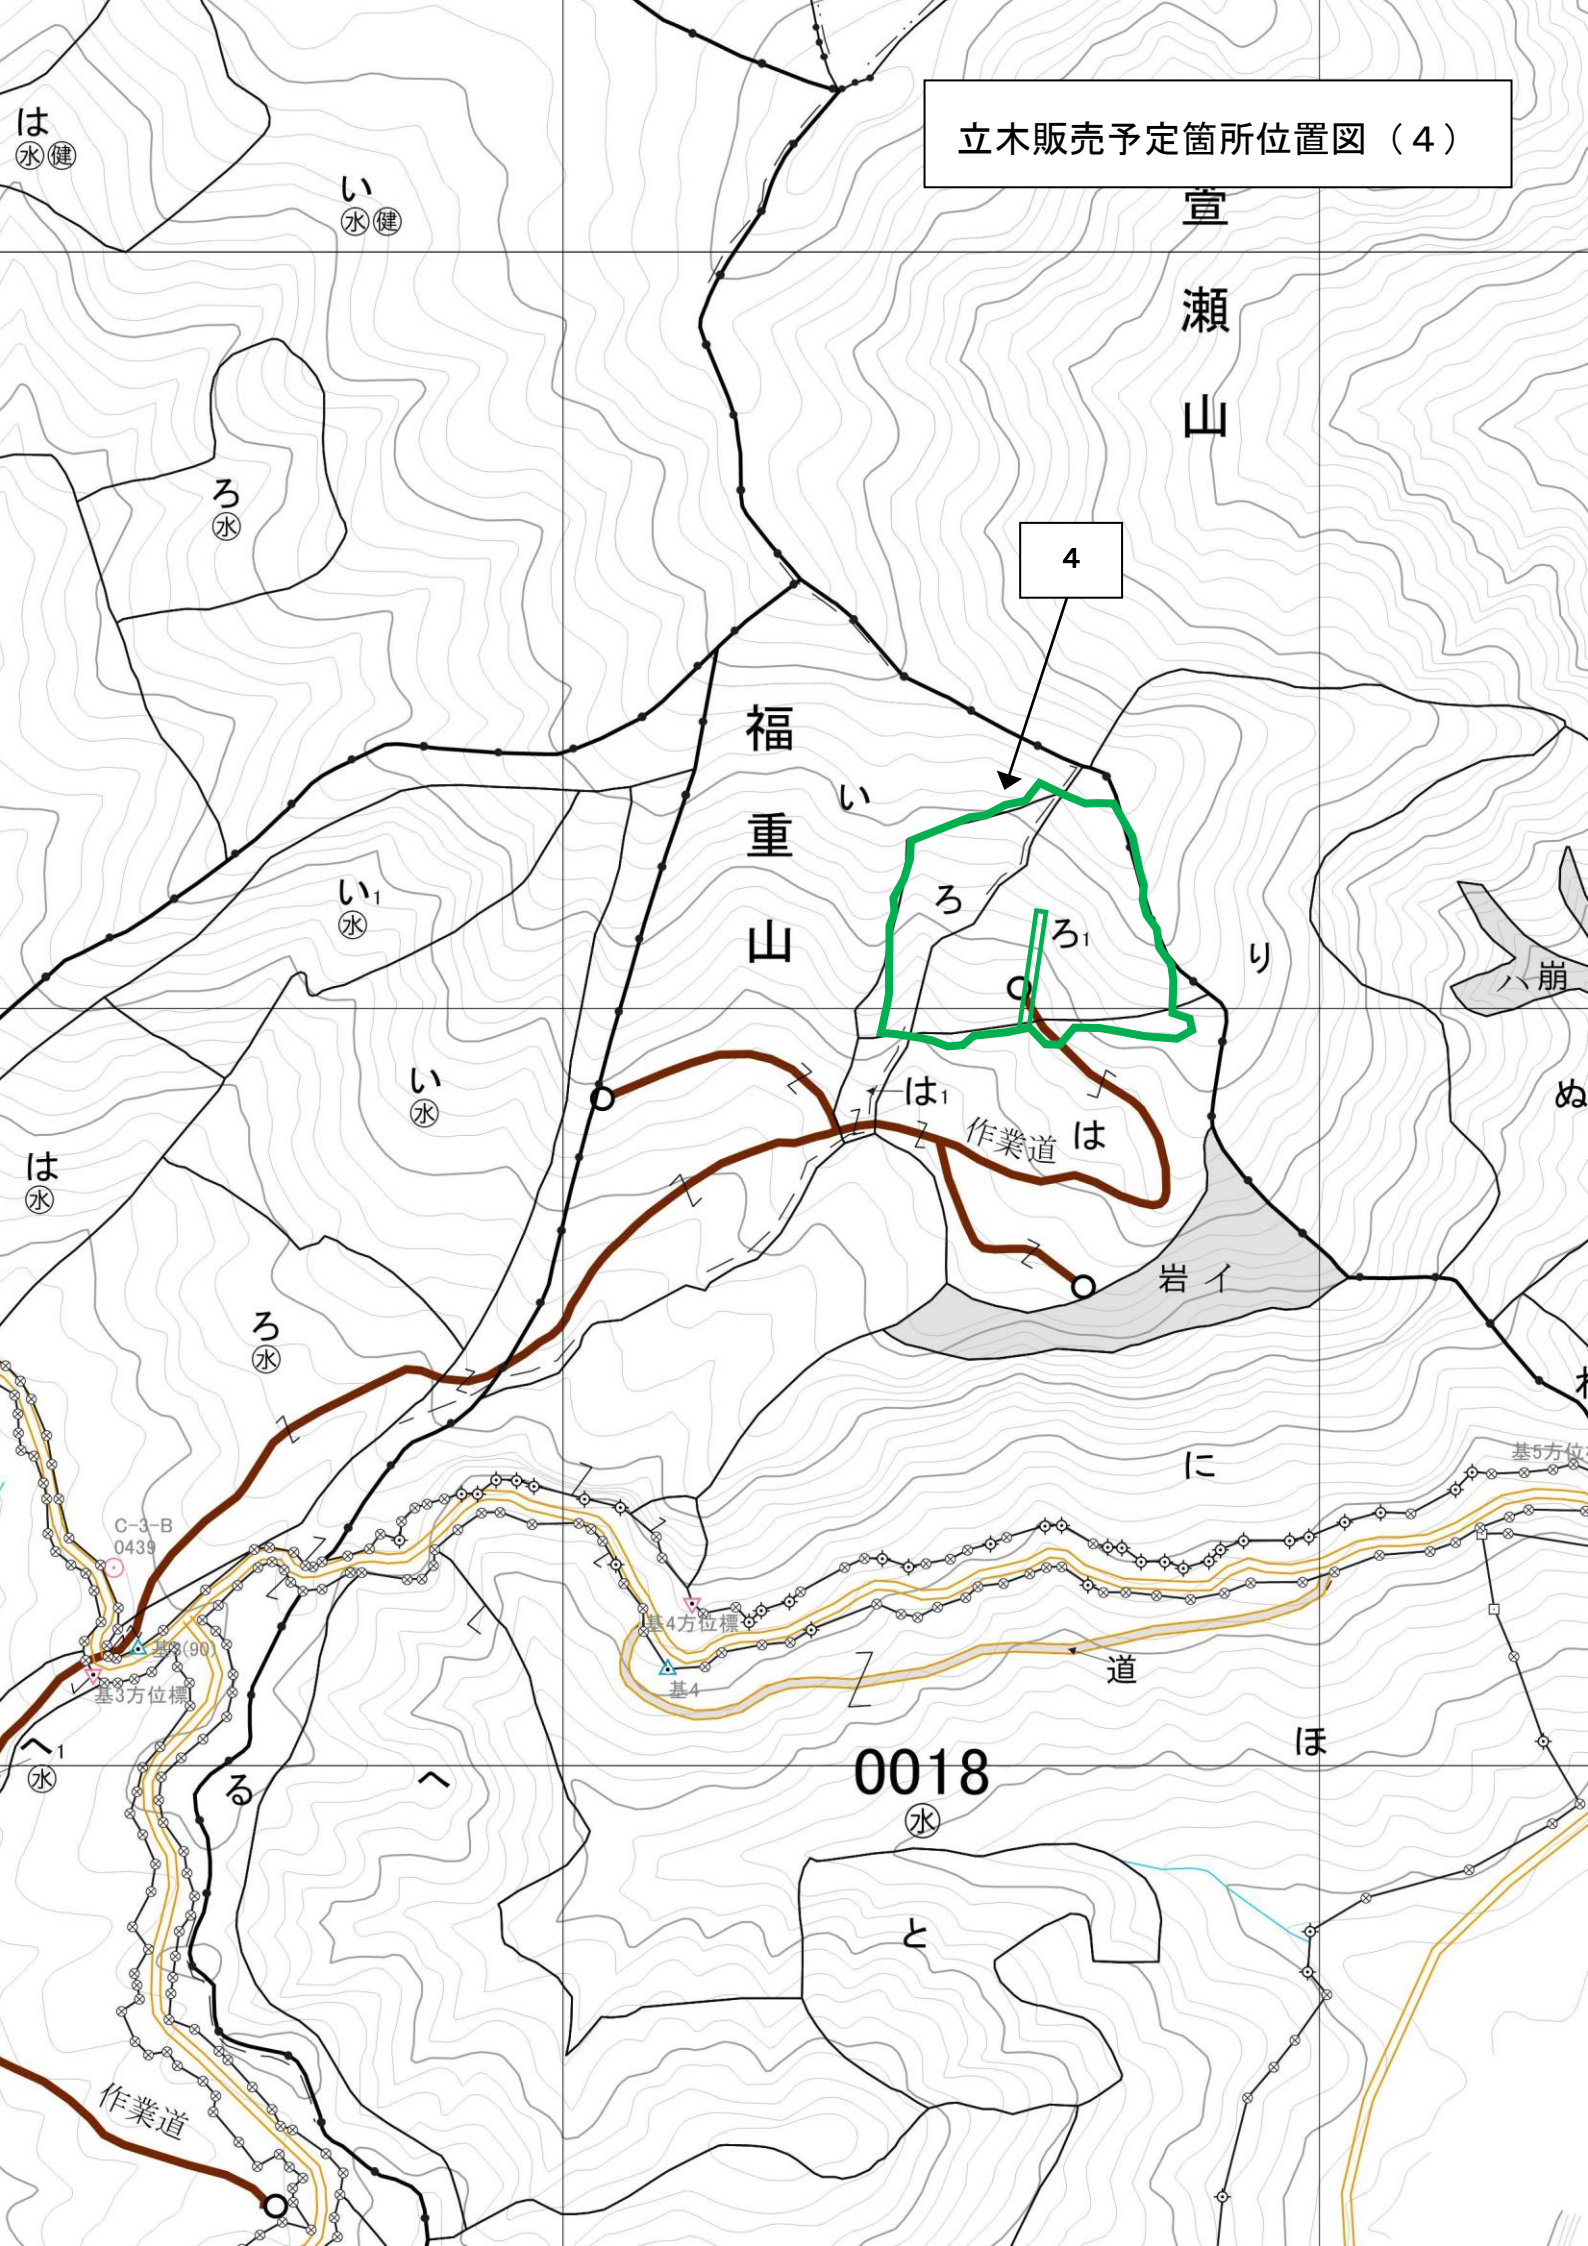 立木販売予定箇所位置図（４）
は
水 健
い
水 健
萱瀬山
ろ
水
4
福重山
い
い1
水
ろ
ろ1
り
ハ 崩
い
水
は1
作業道
は
ぬ
は
水
岩 イ
ろ
水
に
基5方位
C-3-B
0439
基4方位標
基3(90)
基3方位標
基4
道
へ1
水
る
へ
0018
水
ほ
と
作業道